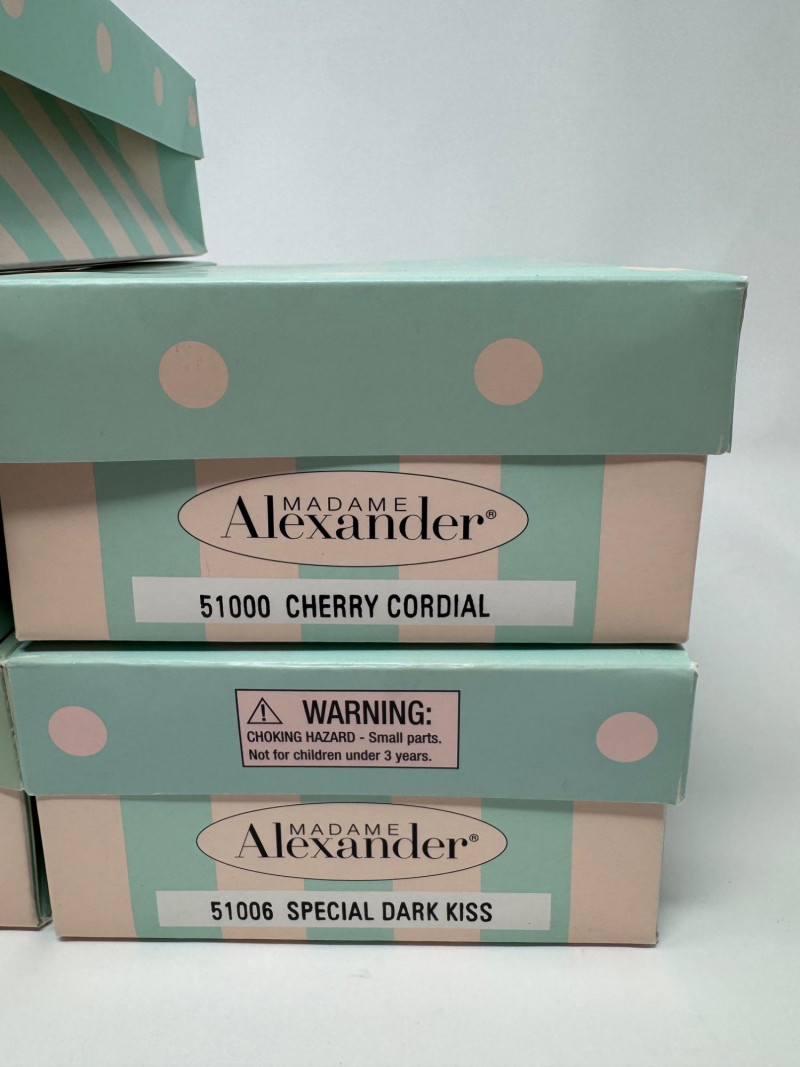 MADAME
Alexander®
51000 CHERRY CORDIAL
⚠ WARNING:
CHOKING HAZARD - Small parts.
Not for children under 3 years.
MADAME
Alexander®
51006 SPECIAL DARK KISS